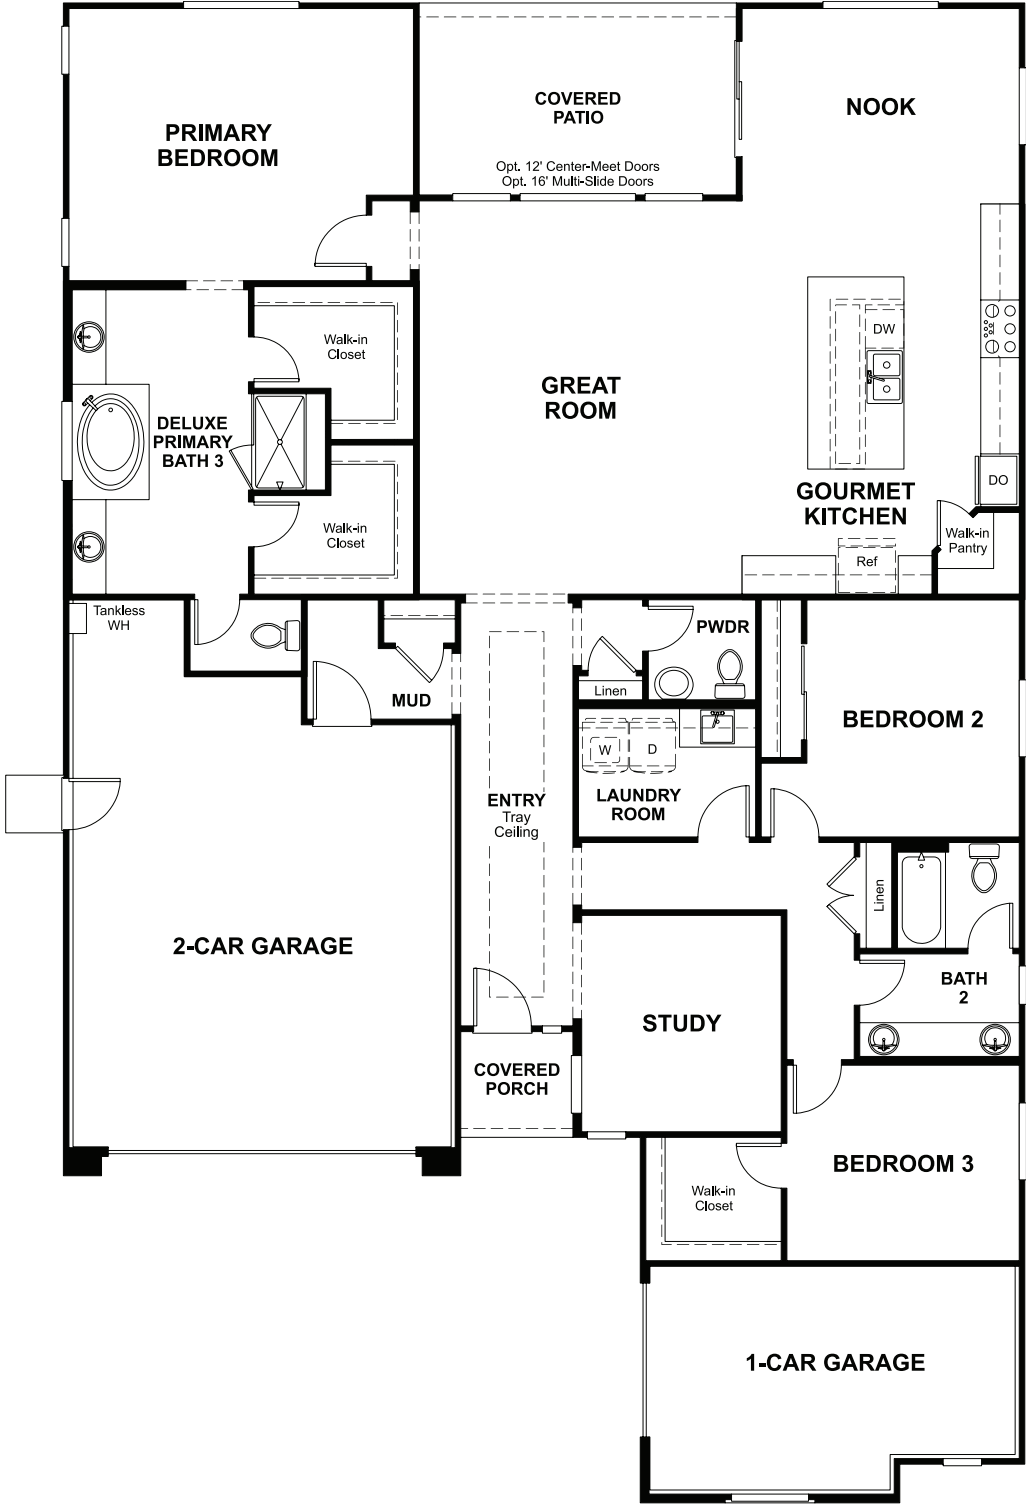 COVERED
PATIO
NOOK
PRIMARY
BEDROOM
Opt. 12' Center-Meet Doors
Opt. 16' Multi-Slide Doors
DW
Walk-in
Closet
GREAT
ROOM
DELUXE
PRIMARY
BATH 3
DO
GOURMET
KITCHEN
Walk-in
Closet
Walk-in
Pantry
Ref
Tankless
WH
PWDR
MUD
Linen
BEDROOM 2
W
D
LAUNDRY
ROOM
ENTRY
Tray
Ceiling
Linen
2-CAR GARAGE
BATH
2
STUDY
COVERED
PORCH
BEDROOM 3
Walk-in
Closet
1-CAR GARAGE